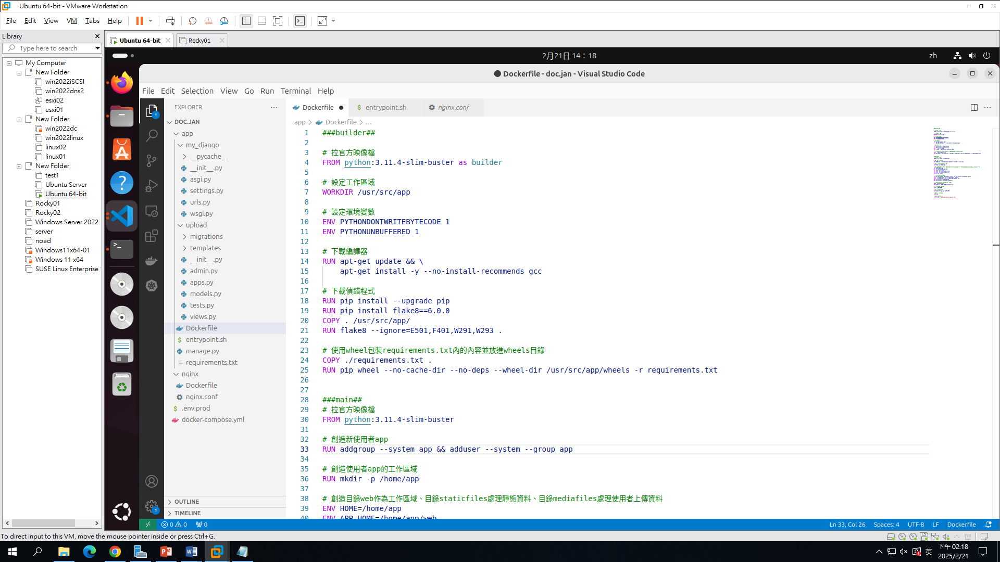 Ubuntu 64-bit - VMware Workstation
File Edit View VM Tabs Help
Library
Type here to search
My Computer
New Folder
win2022iSCSI
win2022dns2
esxi02
esxi01
New Folder
win2022dc
win2022linux
linux02
linux01
New Folder
test1
Ubuntu Server
Ubuntu 64-bit
Rocky01
Rocky02
Windows Server 2022
server
noad
Windows11x64-01
Windows 11 x64
SUSE Linux Enterprise
Ubuntu 64-bit
Rocky01
2月21日 14：18
zh
Dockerfile - doc.jan - Visual Studio Code
File Edit Selection View Go Run Terminal Help
EXPLORER
DOC.JAN
app
my_django
__pycache__
__init__.py
asgi.py
settings.py
urls.py
wsgi.py
upload
migrations
templates
__init__.py
admin.py
apps.py
models.py
tests.py
views.py
Dockerfile
entrypoint.sh
manage.py
requirements.txt
nginx
Dockerfile
nginx.conf
.env.prod
docker-compose.yml
OUTLINE
TIMELINE
Dockerfile
entrypoint.sh
nginx.conf
app > Dockerfile > ...
1 ###builder##
2
3 # 拉官方映像檔
4 FROM python:3.11.4-slim-buster as builder
5
6 # 設定工作區域
7 WORKDIR /usr/src/app
8
9 # 設定環境變數
10 ENV PYTHONDONTWRITEBYTECODE 1
11 ENV PYTHONUNBUFFERED 1
12
13 # 下載編譯器
14 RUN apt-get update && \
15 apt-get install -y --no-install-recommends gcc
16
17 # 下載偵錯程式
18 RUN pip install --upgrade pip
19 RUN pip install flake8==6.0.0
20 COPY . /usr/src/app/
21 RUN flake8 --ignore=E501,F401,W291,W293 .
22
23 # 使用wheel包裝requirements.txt內的內容並放進wheels目錄
24 COPY ./requirements.txt .
25 RUN pip wheel --no-cache-dir --no-deps --wheel-dir /usr/src/app/wheels -r requirements.txt
26
27
28 ###main##
29 # 拉官方映像檔
30 FROM python:3.11.4-slim-buster
31
32 # 創造新使用者app
33 RUN addgroup --system app && adduser --system --group app
34
35 # 創造使用者app的工作區域
36 RUN mkdir -p /home/app
37
38 # 創造目錄web作為工作區域、目錄staticfiles處理靜態資料、目錄mediafiles處理使用者上傳資料
39 ENV HOME=/home/app
40 ENV APP_HOME=/home/app/web
0 0 0
Ln 33, Col 26 Spaces: 4 UTF-8 LF Dockerfile
To direct input to this VM, move the mouse pointer inside or press Ctrl+G.
英
下午 02:18
2025/2/21